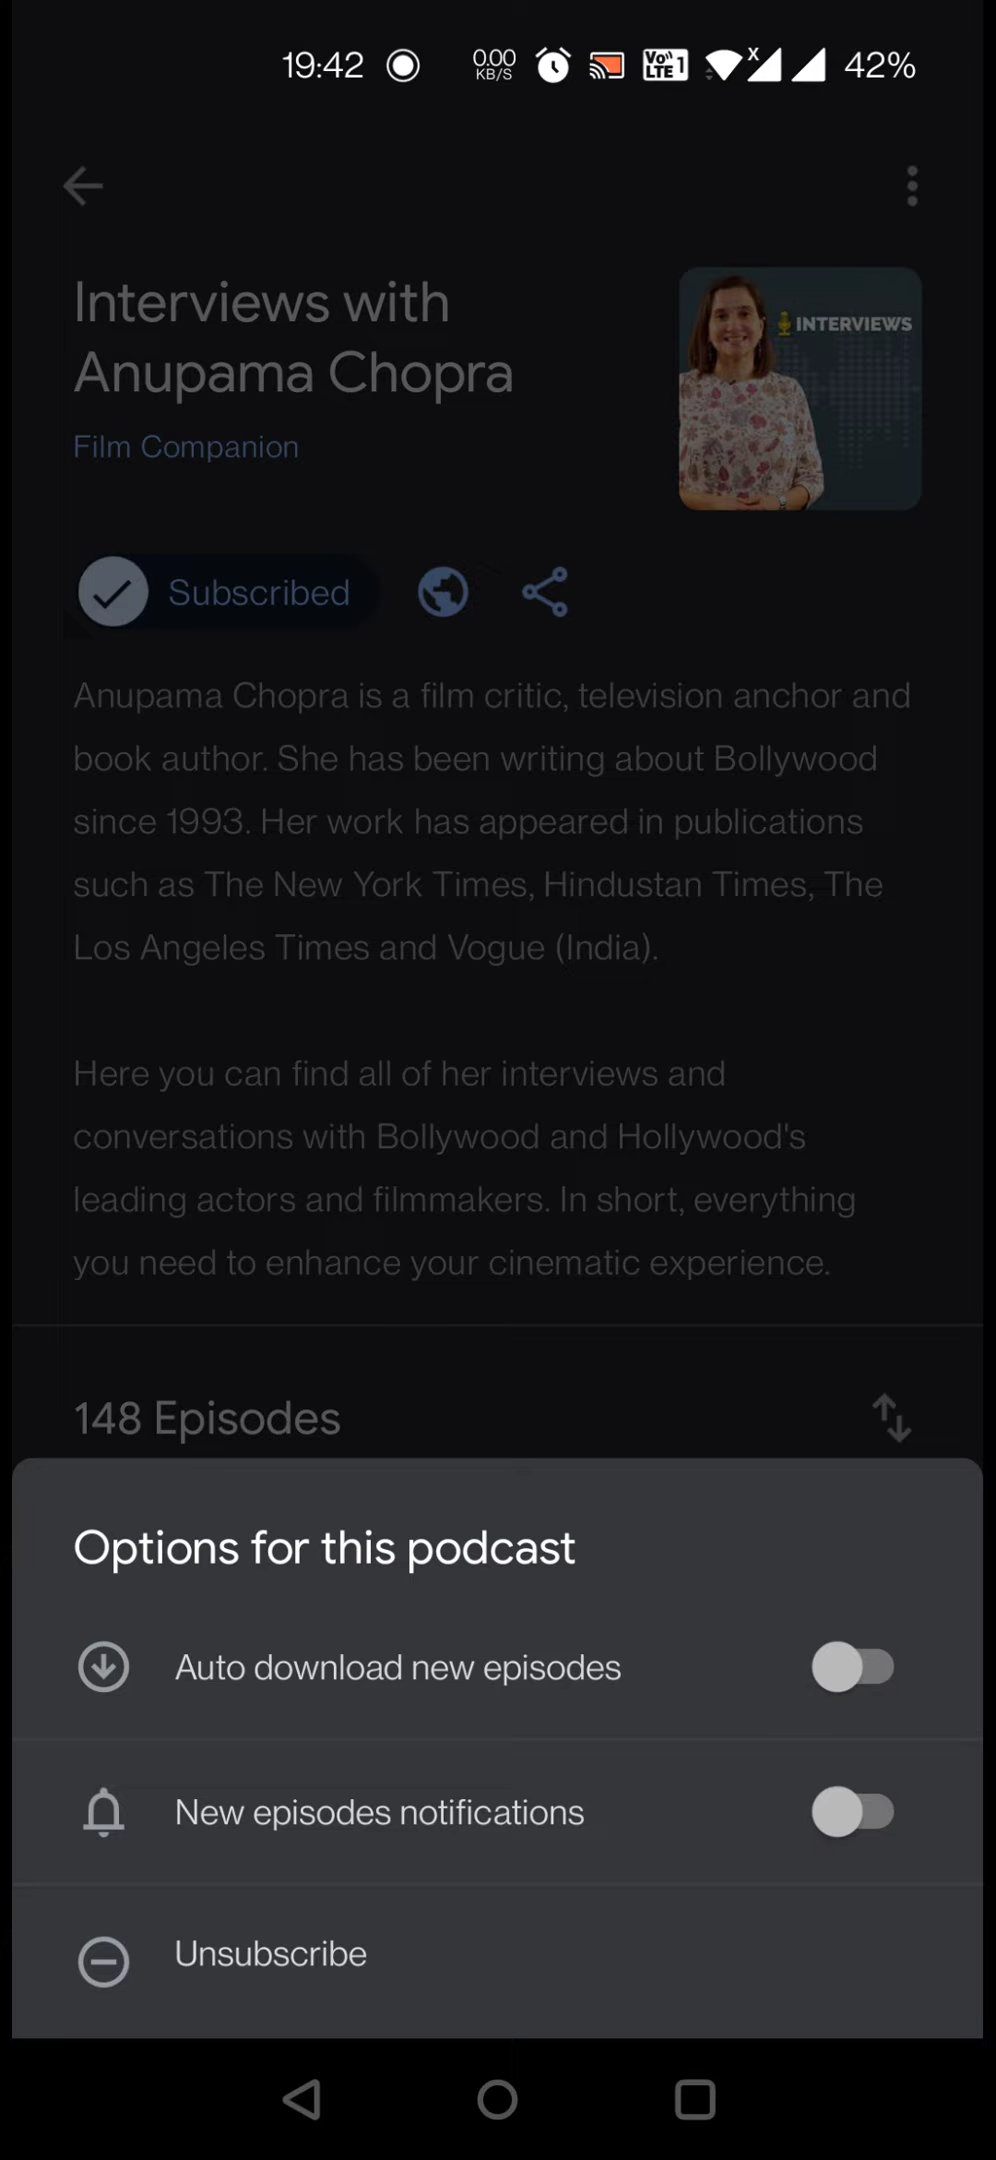 19:42 0.00 KB/S Vo)) LTE 1 X 42%
Interviews with
Anupama Chopra
INTERVIEWS
Film Companion
Subscribed
Anupama Chopra is a film critic, television anchor and
book author. She has been writing about Bollywood
since 1993. Her work has appeared in publications
such as The New York Times, Hindustan Times, The
Los Angeles Times and Vogue (India).
Here you can find all of her interviews and
conversations with Bollywood and Hollywood's
leading actors and filmmakers. In short, everything
you need to enhance your cinematic experience.
148 Episodes
Options for this podcast
Auto download new episodes
New episodes notifications
Unsubscribe